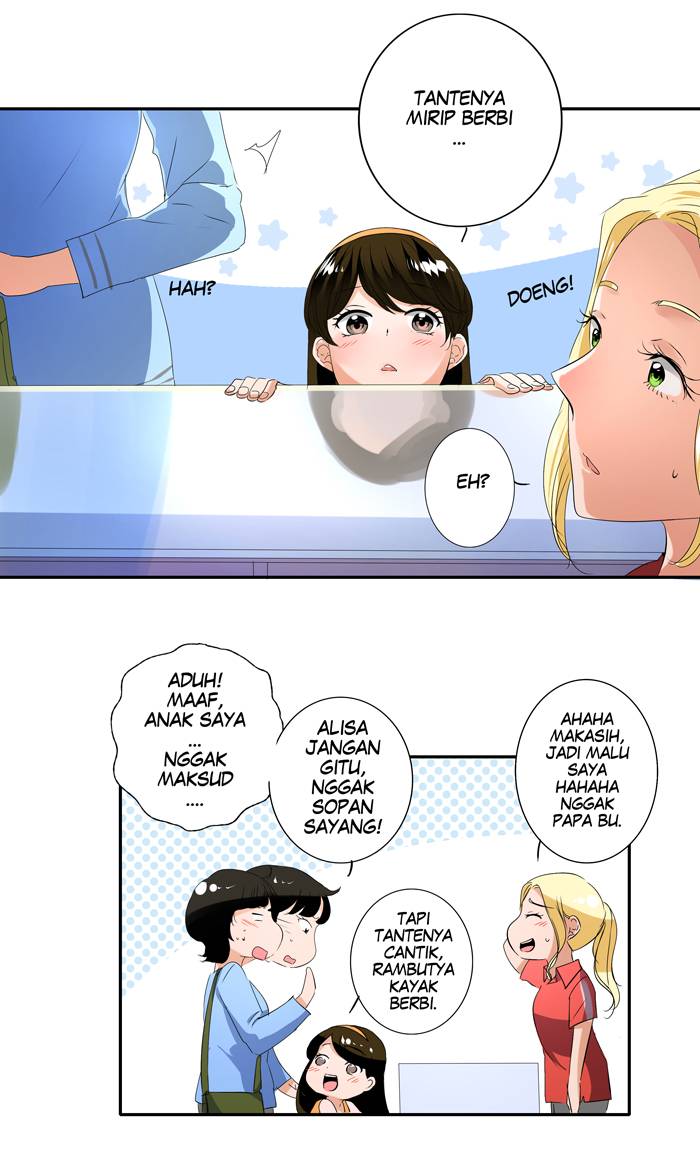 TANTENYA
MIRIP BERBI
...
HAH?
DOENG!
EH?
ADUH!
MAAF,
ANAK SAYA
...
NGGAK
MAKSUD
....
ALISA
JANGAN
GITU,
NGGAK
SOPAN
SAYANG!
AHAHA
MAKASIH,
JADI MALU
SAYA
HAHAHA
NGGAK
PAPA BU.
TAPI
TANTENYA
CANTIK,
RAMBUTYA
KAYAK
BERBI.